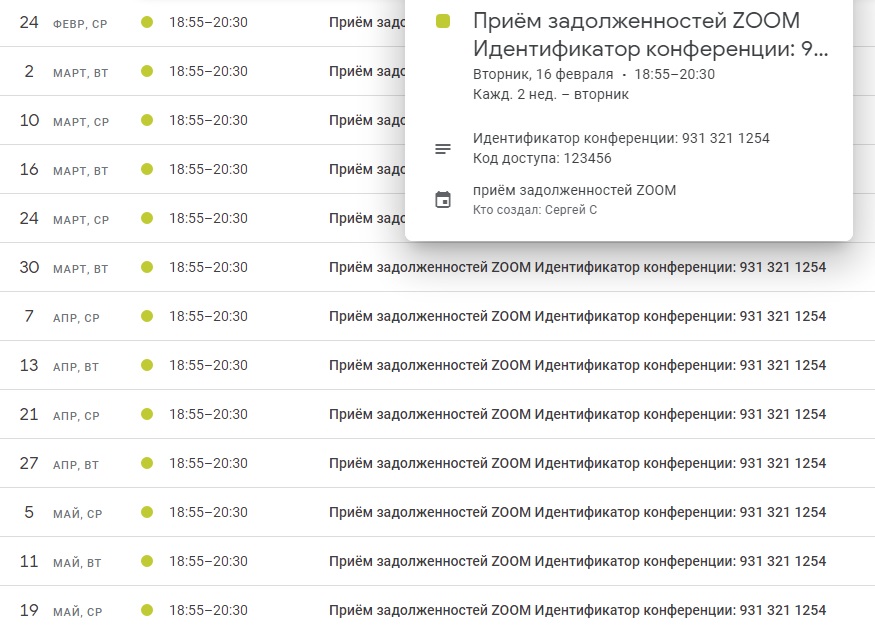 24 ФЕВР, СР 18:55–20:30 Приём задо
2 МАРТ, ВТ 18:55–20:30 Приём задо
10 МАРТ, СР 18:55–20:30 Приём задо
16 МАРТ, ВТ 18:55–20:30 Приём задо
24 МАРТ, СР 18:55–20:30 Приём задо
Приём задолженностей ZOOM
Идентификатор конференции: 9...
Вторник, 16 февраля • 18:55–20:30
Кажд. 2 нед. – вторник
Идентификатор конференции: 931 321 1254
Код доступа: 123456
приём задолженностей ZOOM
Кто создал: Сергей С
30 МАРТ, ВТ 18:55–20:30 Приём задолженностей ZOOM Идентификатор конференции: 931 321 1254
7 АПР, СР 18:55–20:30 Приём задолженностей ZOOM Идентификатор конференции: 931 321 1254
13 АПР, ВТ 18:55–20:30 Приём задолженностей ZOOM Идентификатор конференции: 931 321 1254
21 АПР, СР 18:55–20:30 Приём задолженностей ZOOM Идентификатор конференции: 931 321 1254
27 АПР, ВТ 18:55–20:30 Приём задолженностей ZOOM Идентификатор конференции: 931 321 1254
5 МАЙ, СР 18:55–20:30 Приём задолженностей ZOOM Идентификатор конференции: 931 321 1254
11 МАЙ, ВТ 18:55–20:30 Приём задолженностей ZOOM Идентификатор конференции: 931 321 1254
19 МАЙ, СР 18:55–20:30 Приём задолженностей ZOOM Идентификатор конференции: 931 321 1254